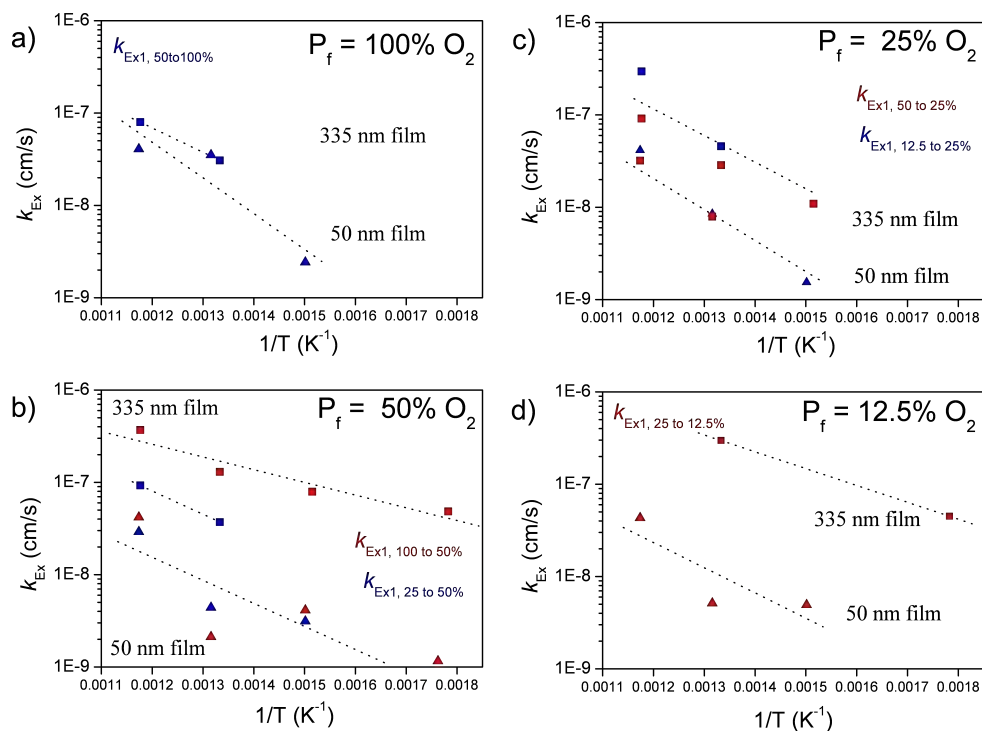 a)
P_f = 100% O_2
k_Ex1, 50to100%
335 nm film
50 nm film
k_Ex (cm/s)
1E-6
1E-7
1E-8
1E-9
0.0011 0.0012 0.0013 0.0014 0.0015 0.0016 0.0017 0.0018
1/T (K^-1)
c)
P_f = 25% O_2
k_Ex1, 50 to 25%
k_Ex1, 12.5 to 25%
335 nm film
50 nm film
k_Ex (cm/s)
1E-6
1E-7
1E-8
1E-9
0.0011 0.0012 0.0013 0.0014 0.0015 0.0016 0.0017 0.0018
1/T (K^-1)
b)
335 nm film
P_f = 50% O_2
k_Ex1, 100 to 50%
k_Ex1, 25 to 50%
50 nm film
k_Ex (cm/s)
1E-6
1E-7
1E-8
1E-9
0.0011 0.0012 0.0013 0.0014 0.0015 0.0016 0.0017 0.0018
1/T (K^-1)
d)
P_f = 12.5% O_2
k_Ex1, 25 to 12.5%
335 nm film
50 nm film
k_Ex (cm/s)
1E-6
1E-7
1E-8
1E-9
0.0011 0.0012 0.0013 0.0014 0.0015 0.0016 0.0017 0.0018
1/T (K^-1)